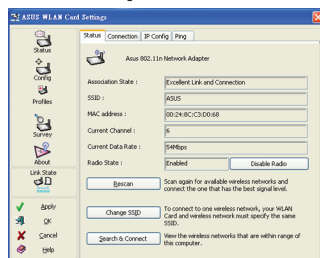 ASUS WLAN Card Settings
Status
Config
Profiles
Survey
About
Link State
Apply
OK
Cancel
Help
Status Connection IP Config Ping
Asus 802.11n Network Adapter
Association State : Excellent Link and Connection
SSID : ASUS
MAC address : 00:24:8C:C3:D0:68
Current Channel : 6
Current Data Rate : 54Mbps
Radio State : Enabled Disable Radio
Rescan Scan again for available wireless networks and
connect the one that has the best signal level.
Change SSID To connect to one wireless network, your WLAN
Card and wireless network must specify the same
SSID.
Search & Connect View the wireless networks that are within range of
this computer.